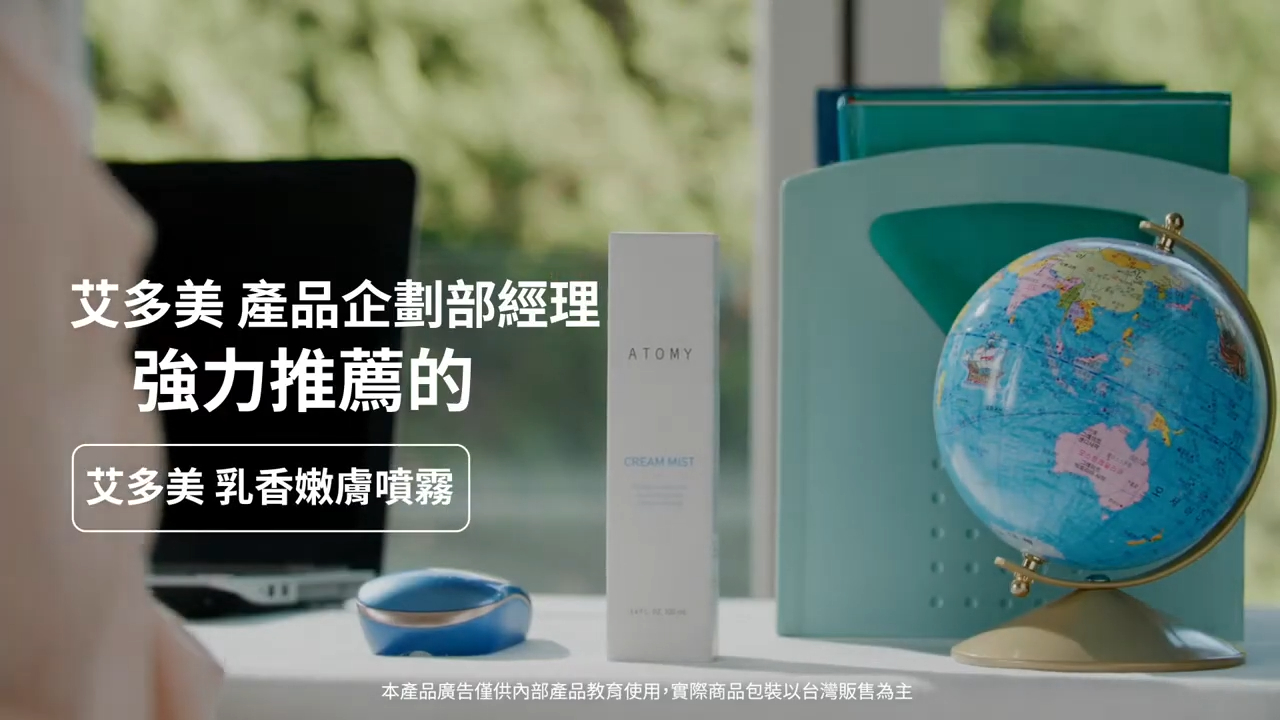 艾多美 產品企劃部經理
強力推薦的
艾多美 乳香嫩膚噴霧
ATOMY
CREAM MIST
本產品廣告僅供內部產品教育使用，實際商品包裝以台灣販售為主